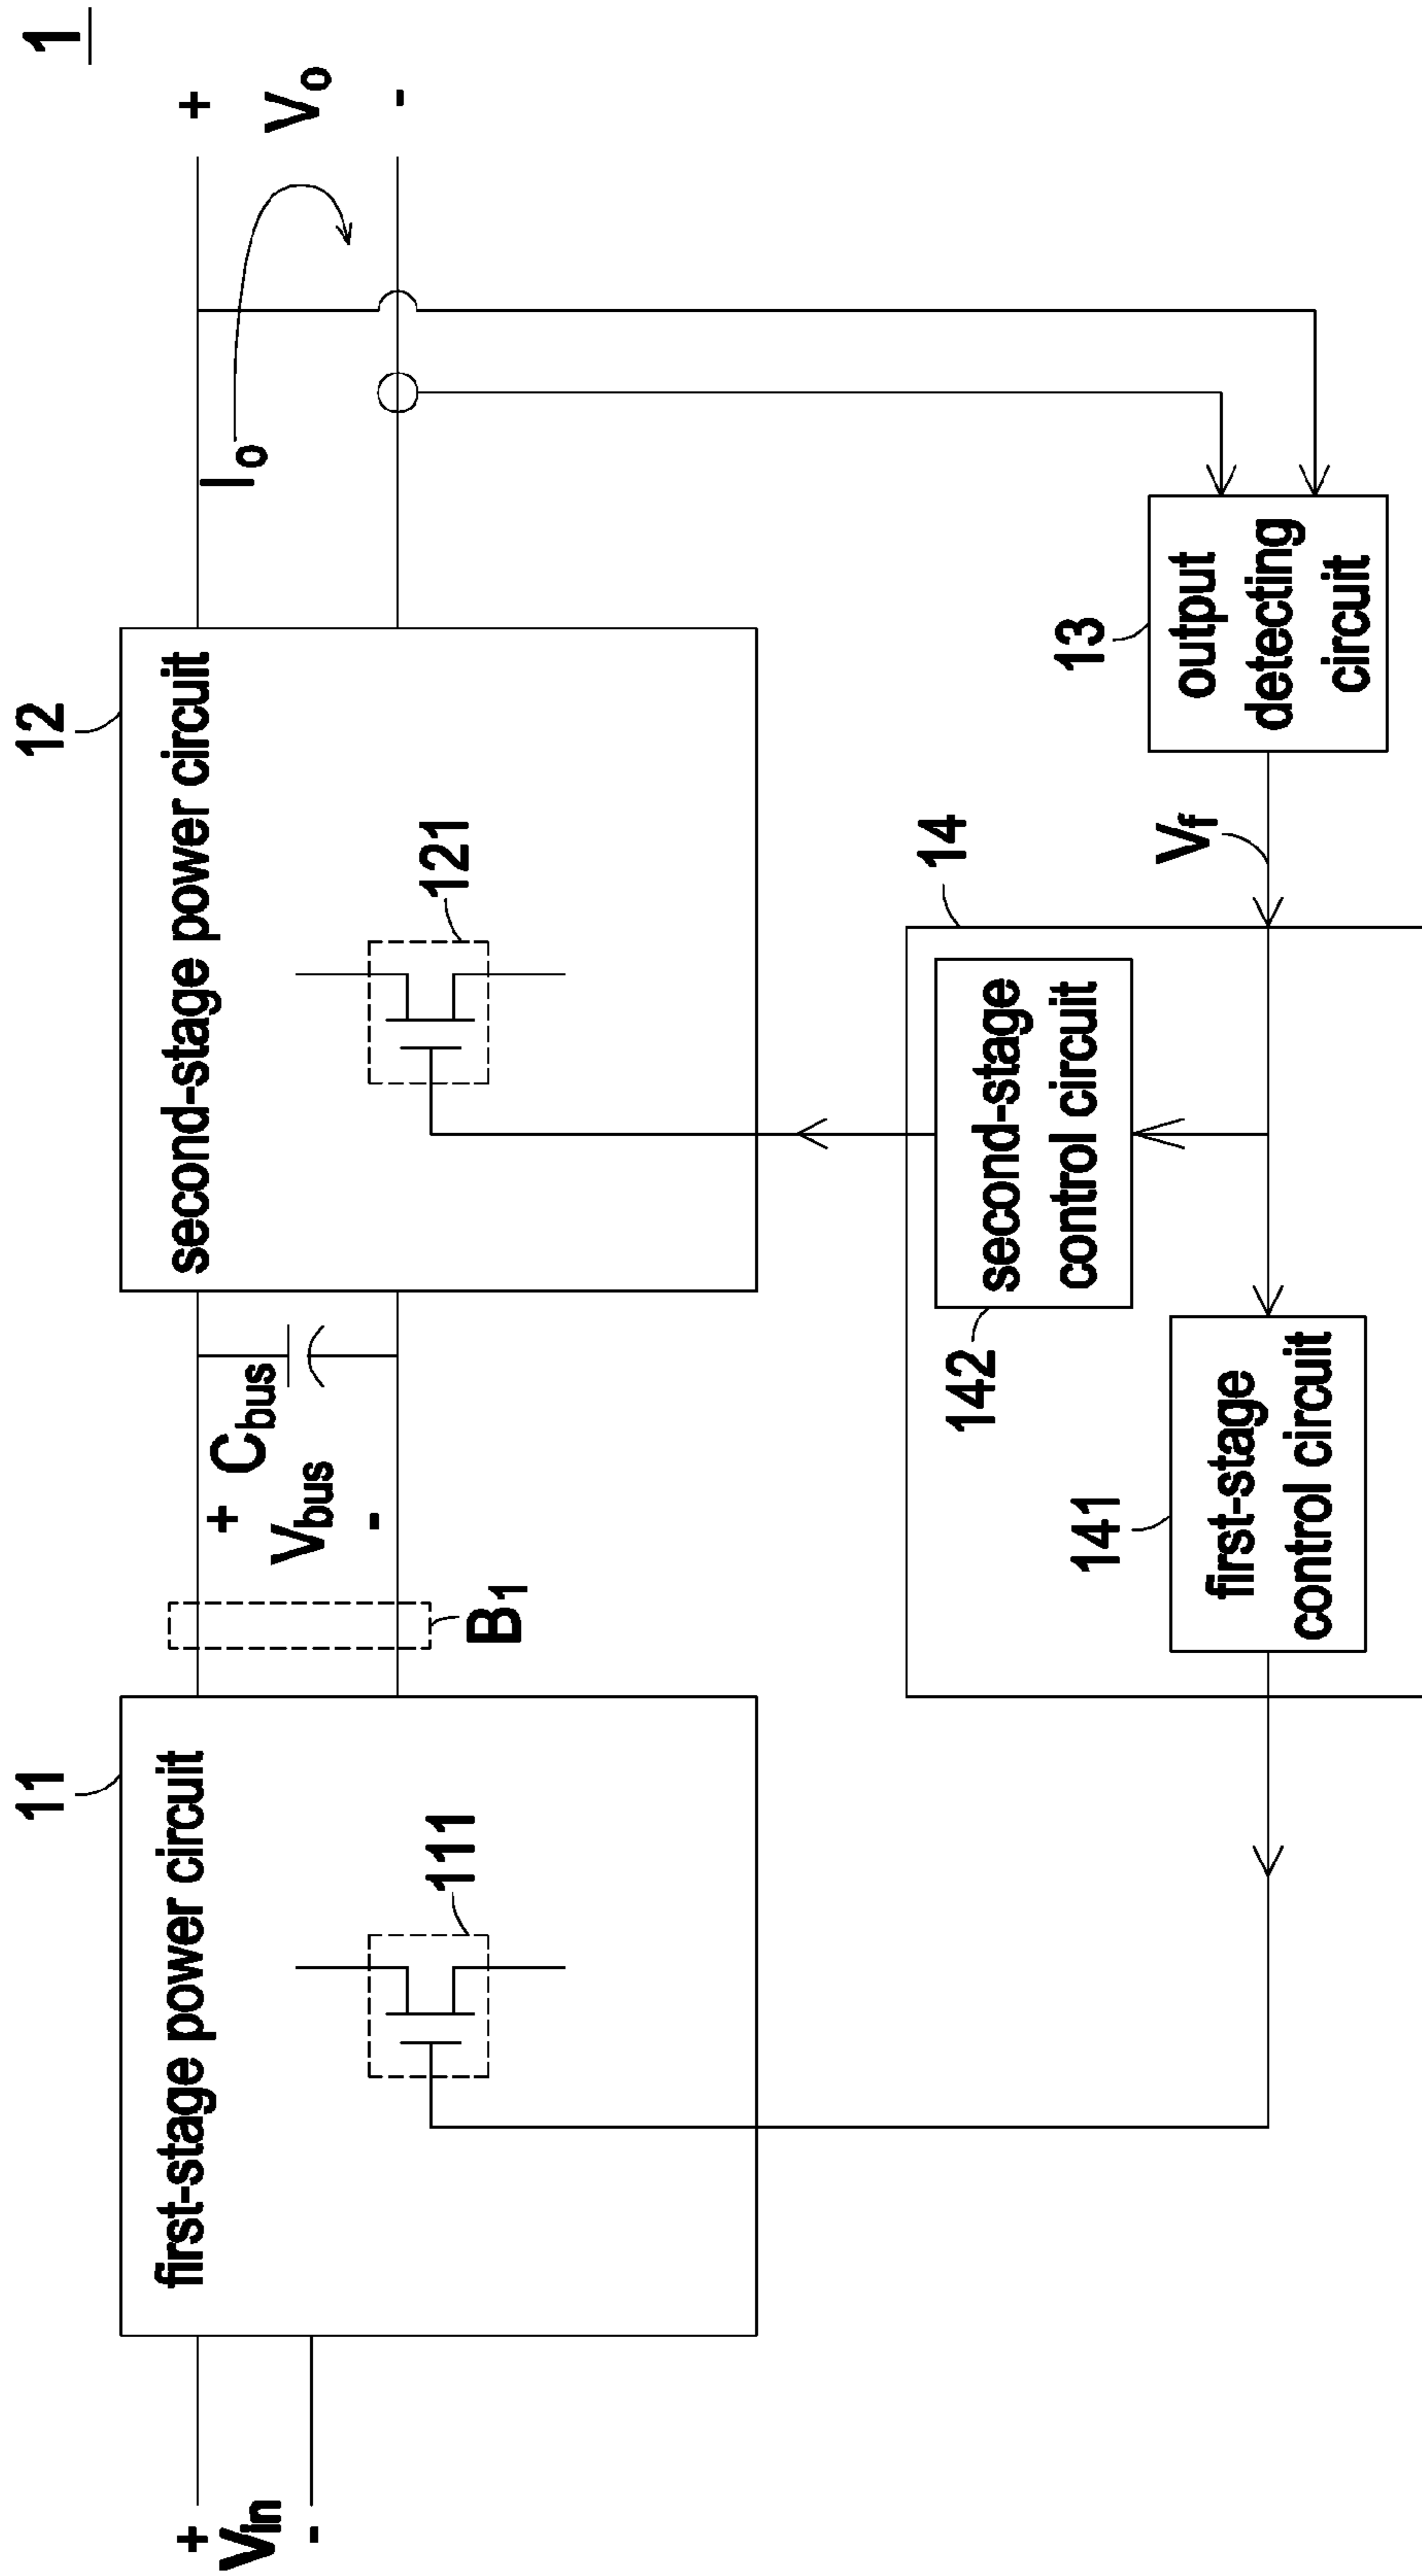 1
11
first-stage power circuit
111
+
Vin
-
B1
+
Cbus
Vbus
-
12
second-stage power circuit
121
Io
+
Vo
-
13
output
detecting
circuit
Vf
14
142
second-stage
control circuit
141
first-stage
control circuit